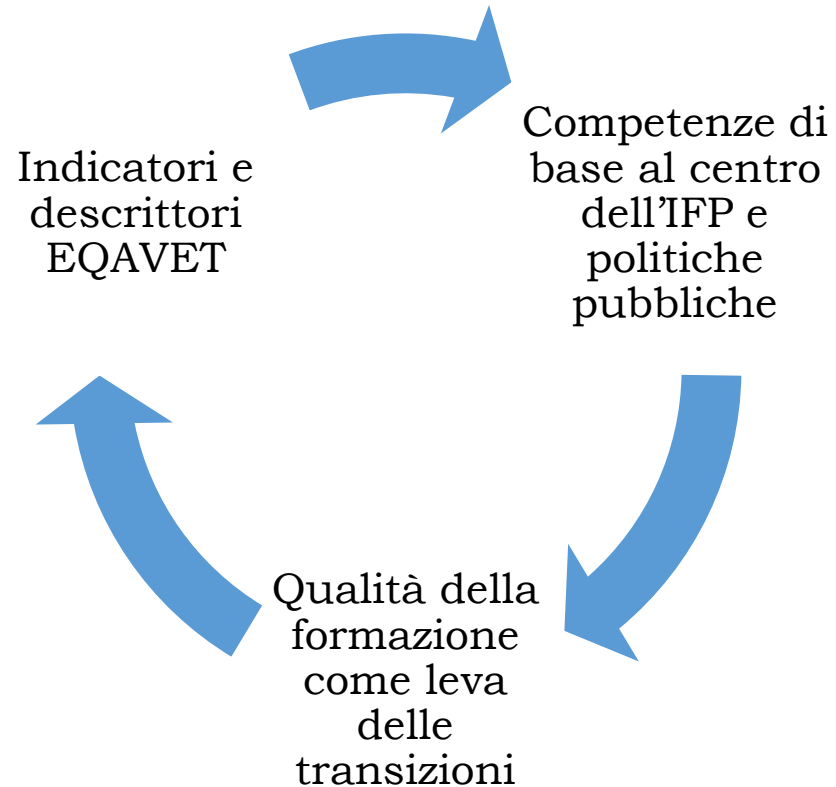 Indicatori e
descrittori
EQAVET
Competenze di
base al centro
dell'IFP e
politiche
pubbliche
Qualità della
formazione
come leva
delle
transizioni